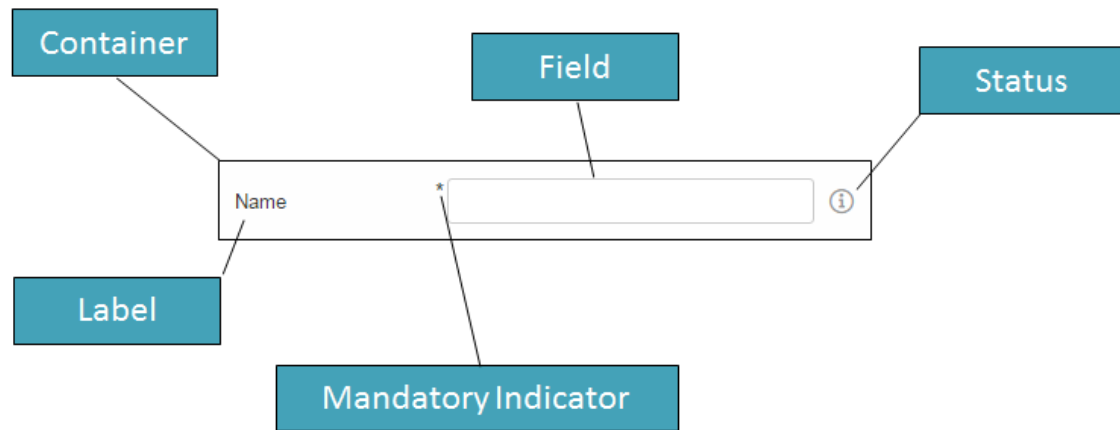 Container
Field
Status
Name
*
Label
Mandatory Indicator